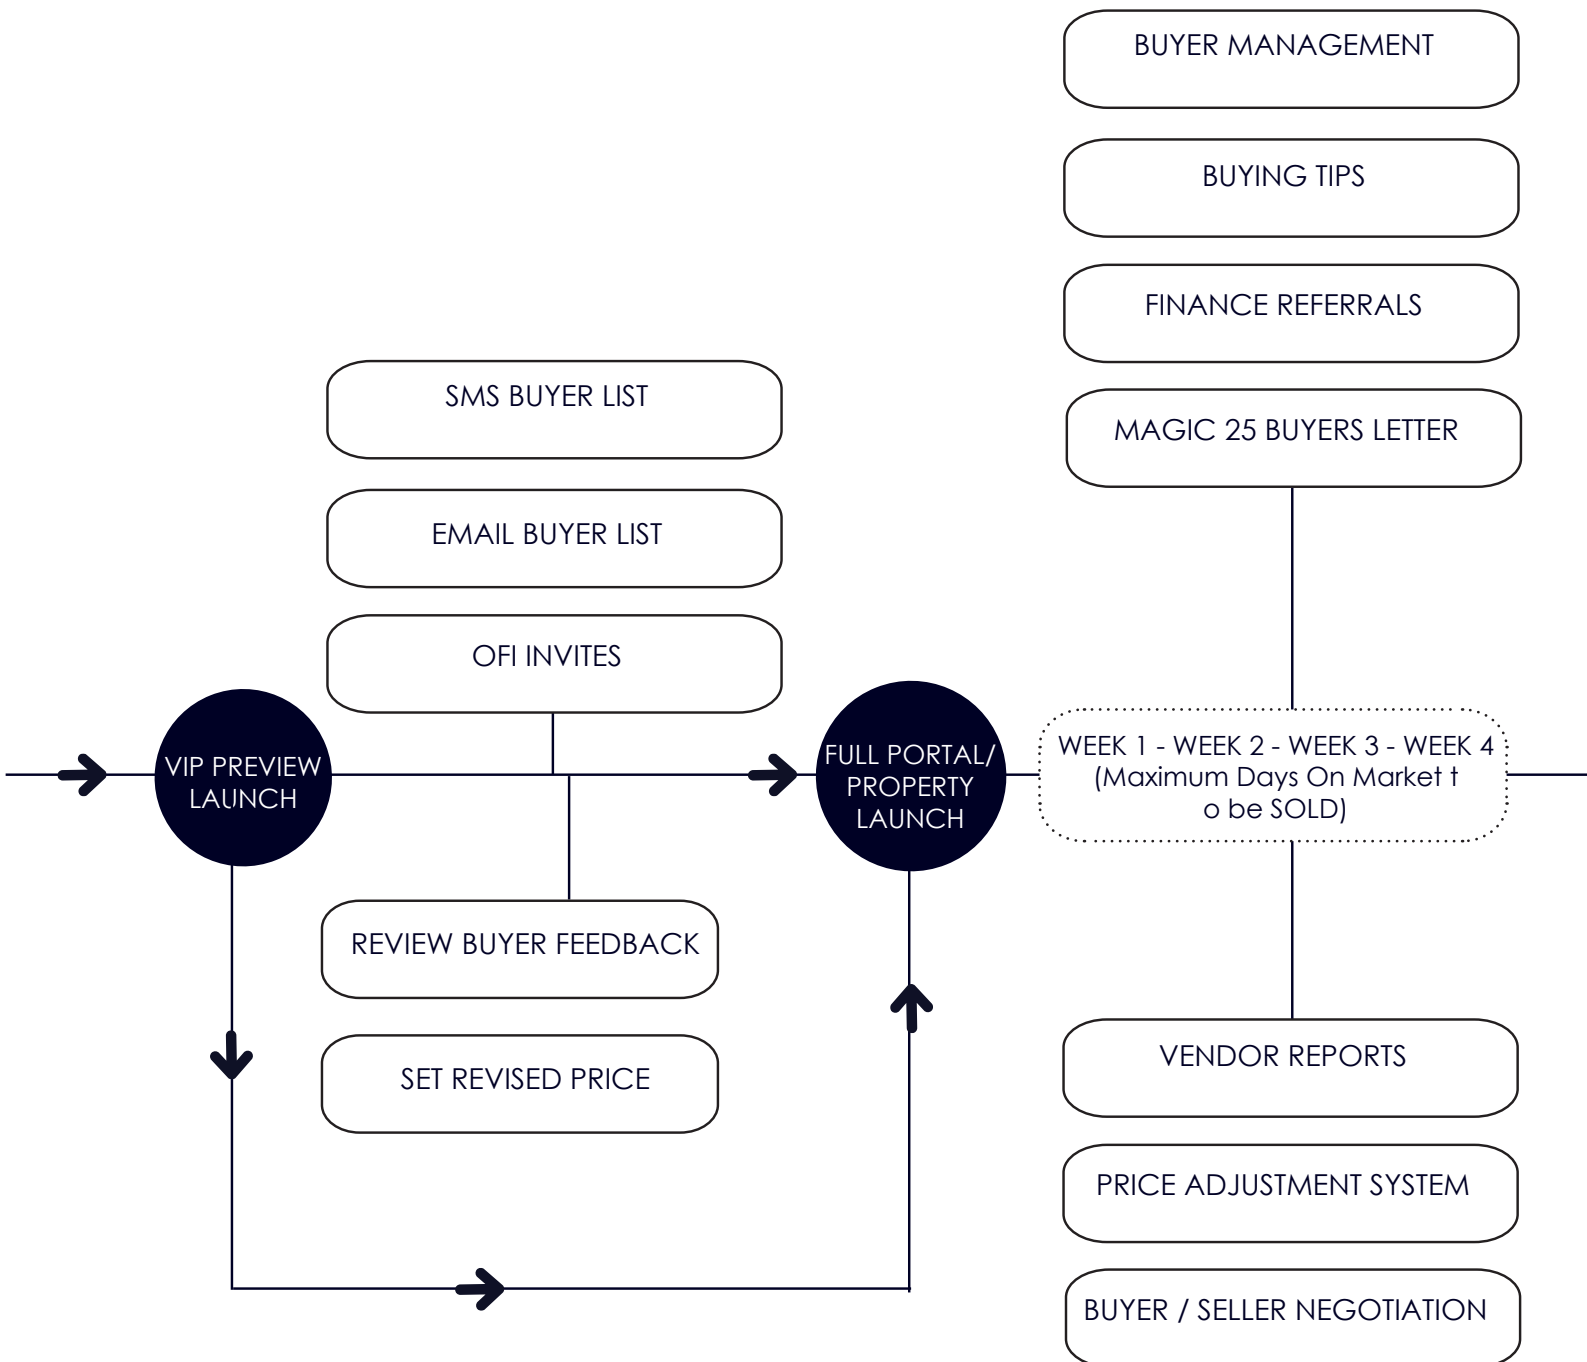 BUYER MANAGEMENT
BUYING TIPS
FINANCE REFERRALS
MAGIC 25 BUYERS LETTER
SMS BUYER LIST
EMAIL BUYER LIST
OFI INVITES
VIP PREVIEW
LAUNCH
FULL PORTAL/
PROPERTY
LAUNCH
WEEK 1 - WEEK 2 - WEEK 3 - WEEK 4
(Maximum Days On Market t
o be SOLD)
REVIEW BUYER FEEDBACK
SET REVISED PRICE
VENDOR REPORTS
PRICE ADJUSTMENT SYSTEM
BUYER / SELLER NEGOTIATION